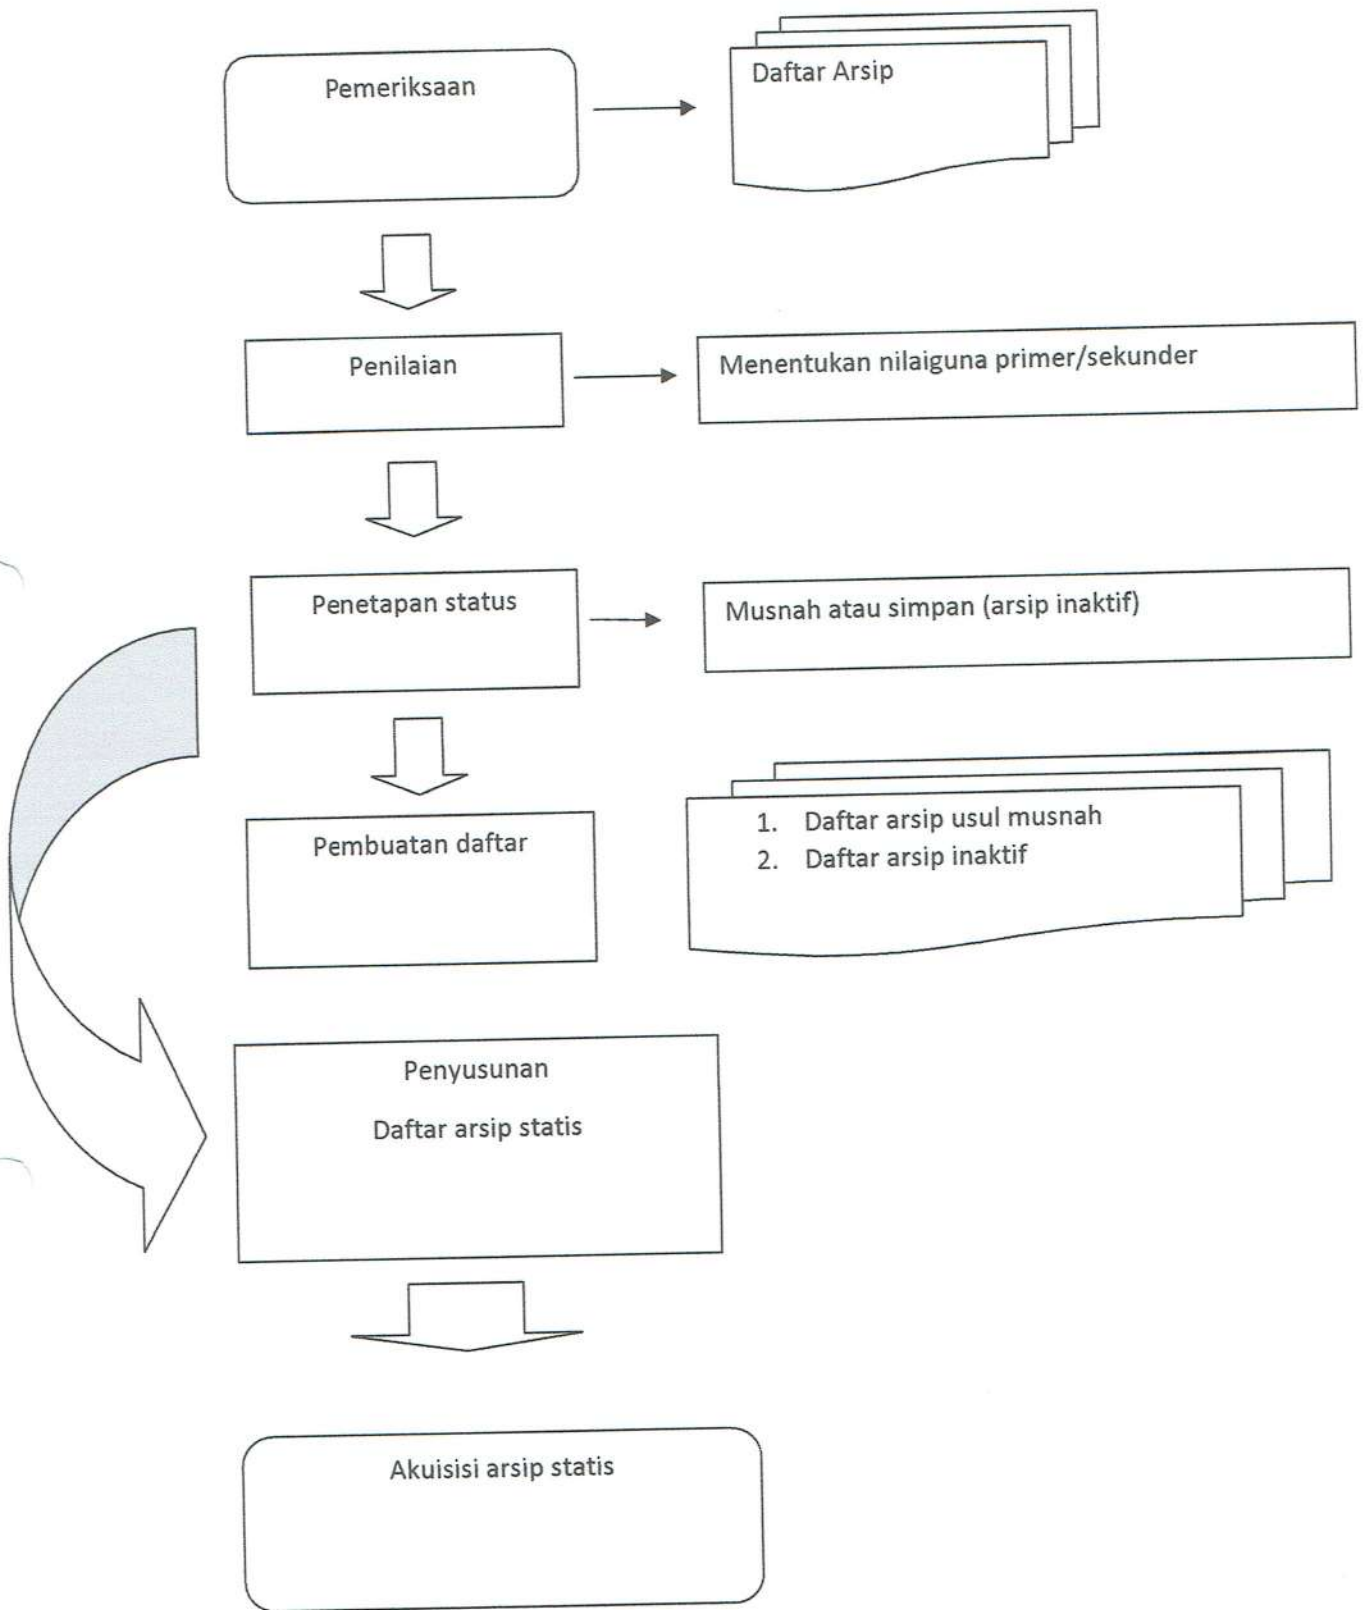 Pemeriksaan
Daftar Arsip
Penilaian
Menentukan nilaiguna primer/sekunder
Penetapan status
Musnah atau simpan (arsip inaktif)
Pembuatan daftar
1. Daftar arsip usul musnah
2. Daftar arsip inaktif
Penyusunan
Daftar arsip statis
Akuisisi arsip statis